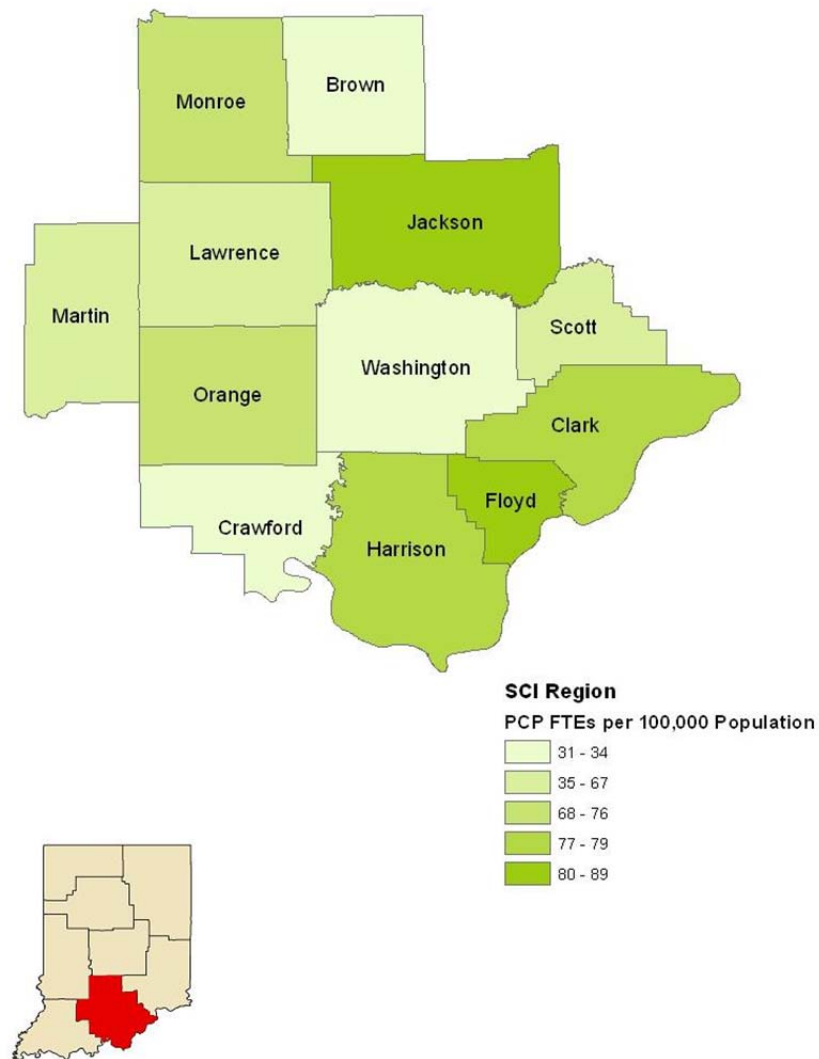 Monroe
Brown
Jackson
Lawrence
Martin
Scott
Washington
Orange
Clark
Floyd
Crawford
Harrison
SCI Region
PCP FTEs per 100,000 Population
31 - 34
35 - 67
68 - 76
77 - 79
80 - 89